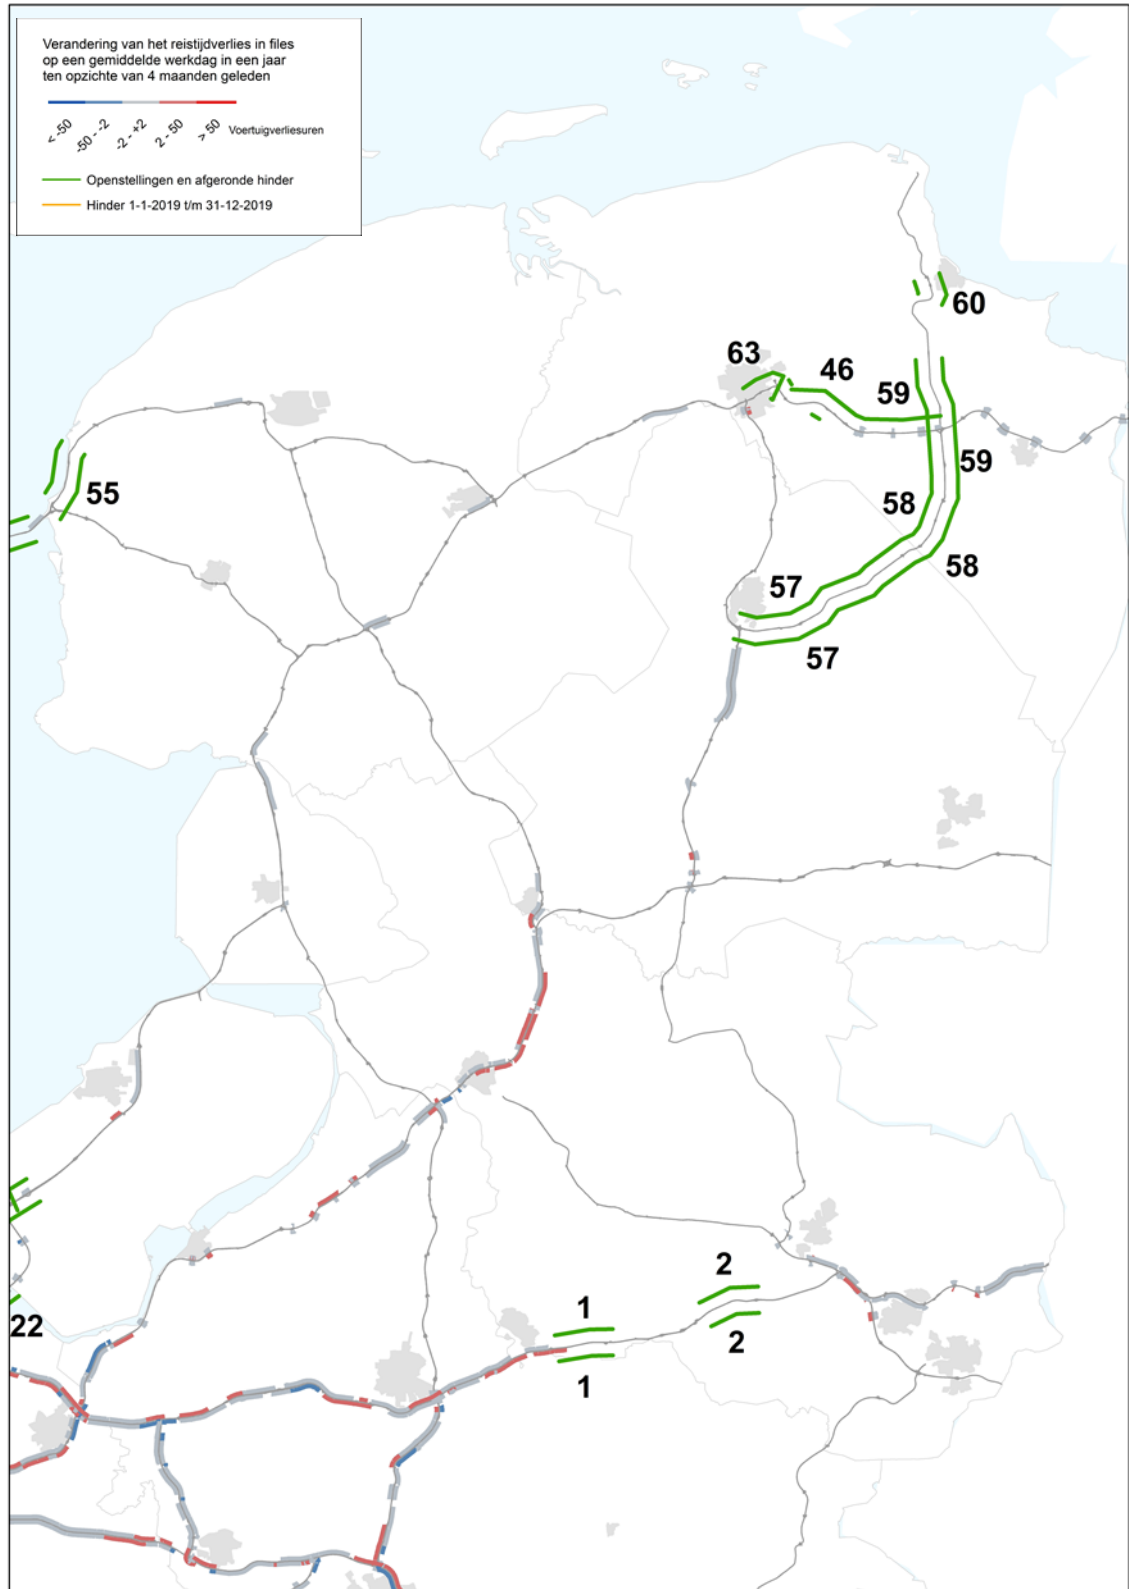 Verandering van het reistijdverlies in files
op een gemiddelde werkdag in een jaar
ten opzichte van 4 maanden geleden
< -50 -50 - -2 -2 - +2 2 - 50 > 50 Voertuigverliesuren
Openstellingen en afgeronde hinder
Hinder 1-1-2019 t/m 31-12-2019
60
63
46
59
59
55
58
58
57
57
2
1
22
2
1